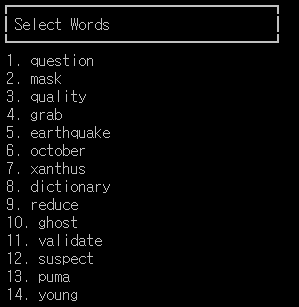 Select Words
1. question
2. mask
3. quality
4. grab
5. earthquake
6. october
7. xanthus
8. dictionary
9. reduce
10. ghost
11. validate
12. suspect
13. puma
14. young